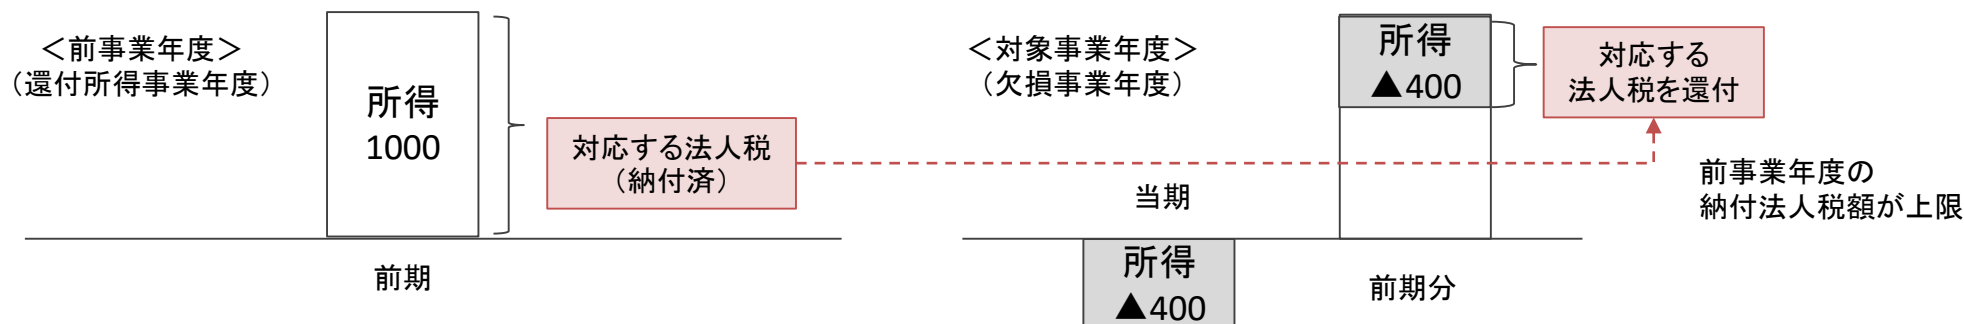 ＜前事業年度＞
（還付所得事業年度）
所得
1000
対応する法人税
（納付済）
前期
＜対象事業年度＞
（欠損事業年度）
所得
▲400
対応する
法人税を還付
前事業年度の
納付法人税額が上限
当期
所得
▲400
前期分